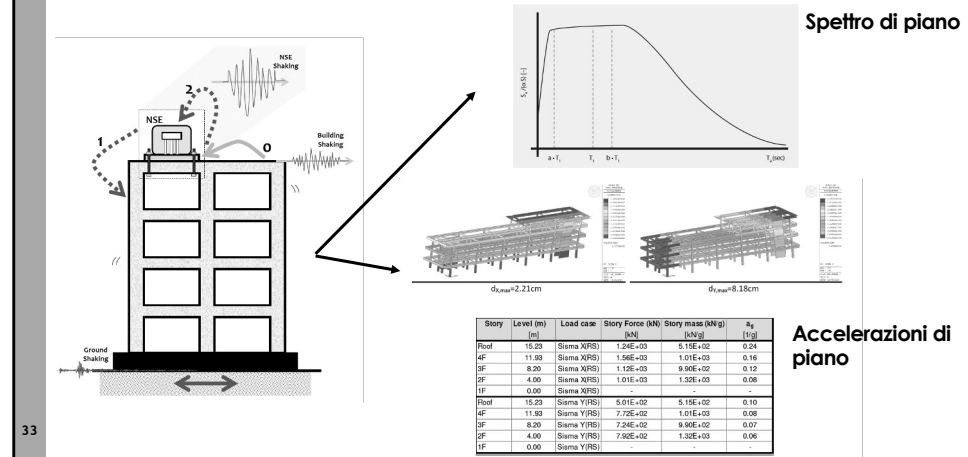 Spettro di piano
Sₑ/(α S) [-]
a·T₁
T₁
b·T₁
Tₐ(sec)
NSE
Shaking
2
NSE
1
0
Building
Shaking
Ground
Shaking
dX,max=2.21cm
dY,max=8.18cm
Accelerazioni di
piano
Story Level (m) Load case Story Force (kN) Story mass (kN/g) ag
[m] [kN] [kN/g] [1/g]
Roof 15.23 Sisma X(RS) 1.24E+03 5.15E+02 0.24
4F 11.93 Sisma X(RS) 1.56E+03 1.01E+03 0.16
3F 8.20 Sisma X(RS) 1.12E+03 9.90E+02 0.12
2F 4.00 Sisma X(RS) 1.01E+03 1.32E+03 0.08
1F 0.00 Sisma X(RS) - - -
Roof 15.23 Sisma Y(RS) 5.01E+02 5.15E+02 0.10
4F 11.93 Sisma Y(RS) 7.72E+02 1.01E+03 0.08
3F 8.20 Sisma Y(RS) 7.24E+02 9.90E+02 0.07
2F 4.00 Sisma Y(RS) 7.92E+02 1.32E+03 0.06
1F 0.00 Sisma Y(RS) - - -
33